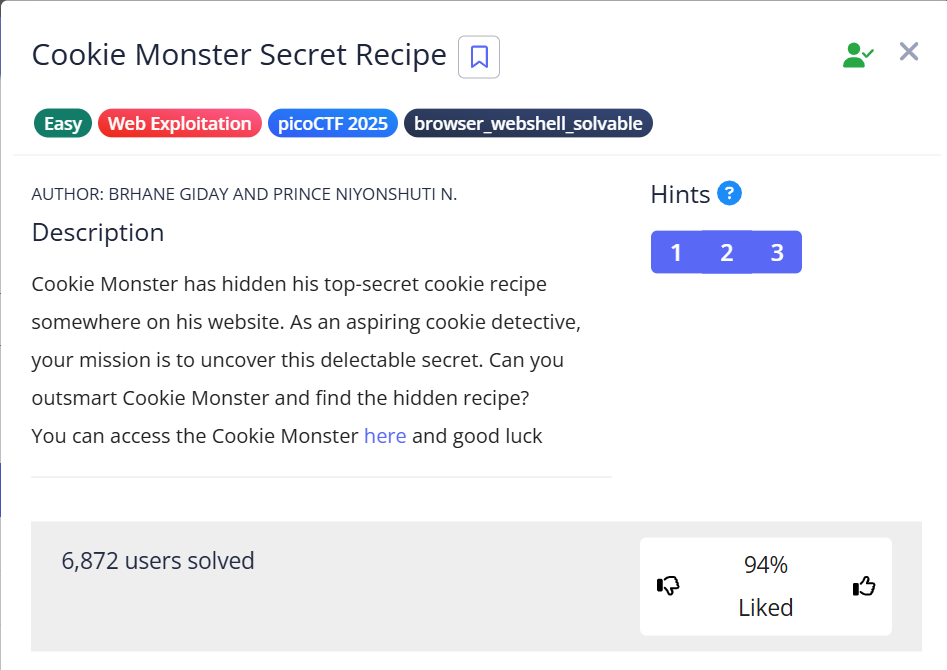 Cookie Monster Secret Recipe
Easy Web Exploitation picoCTF 2025 browser_webshell_solvable
AUTHOR: BRHANE GIDAY AND PRINCE NIYONSHUTI N.
Description
Cookie Monster has hidden his top-secret cookie recipe
somewhere on his website. As an aspiring cookie detective,
your mission is to uncover this delectable secret. Can you
outsmart Cookie Monster and find the hidden recipe?
You can access the Cookie Monster here and good luck
Hints ?
1 2 3
6,872 users solved
94%
Liked